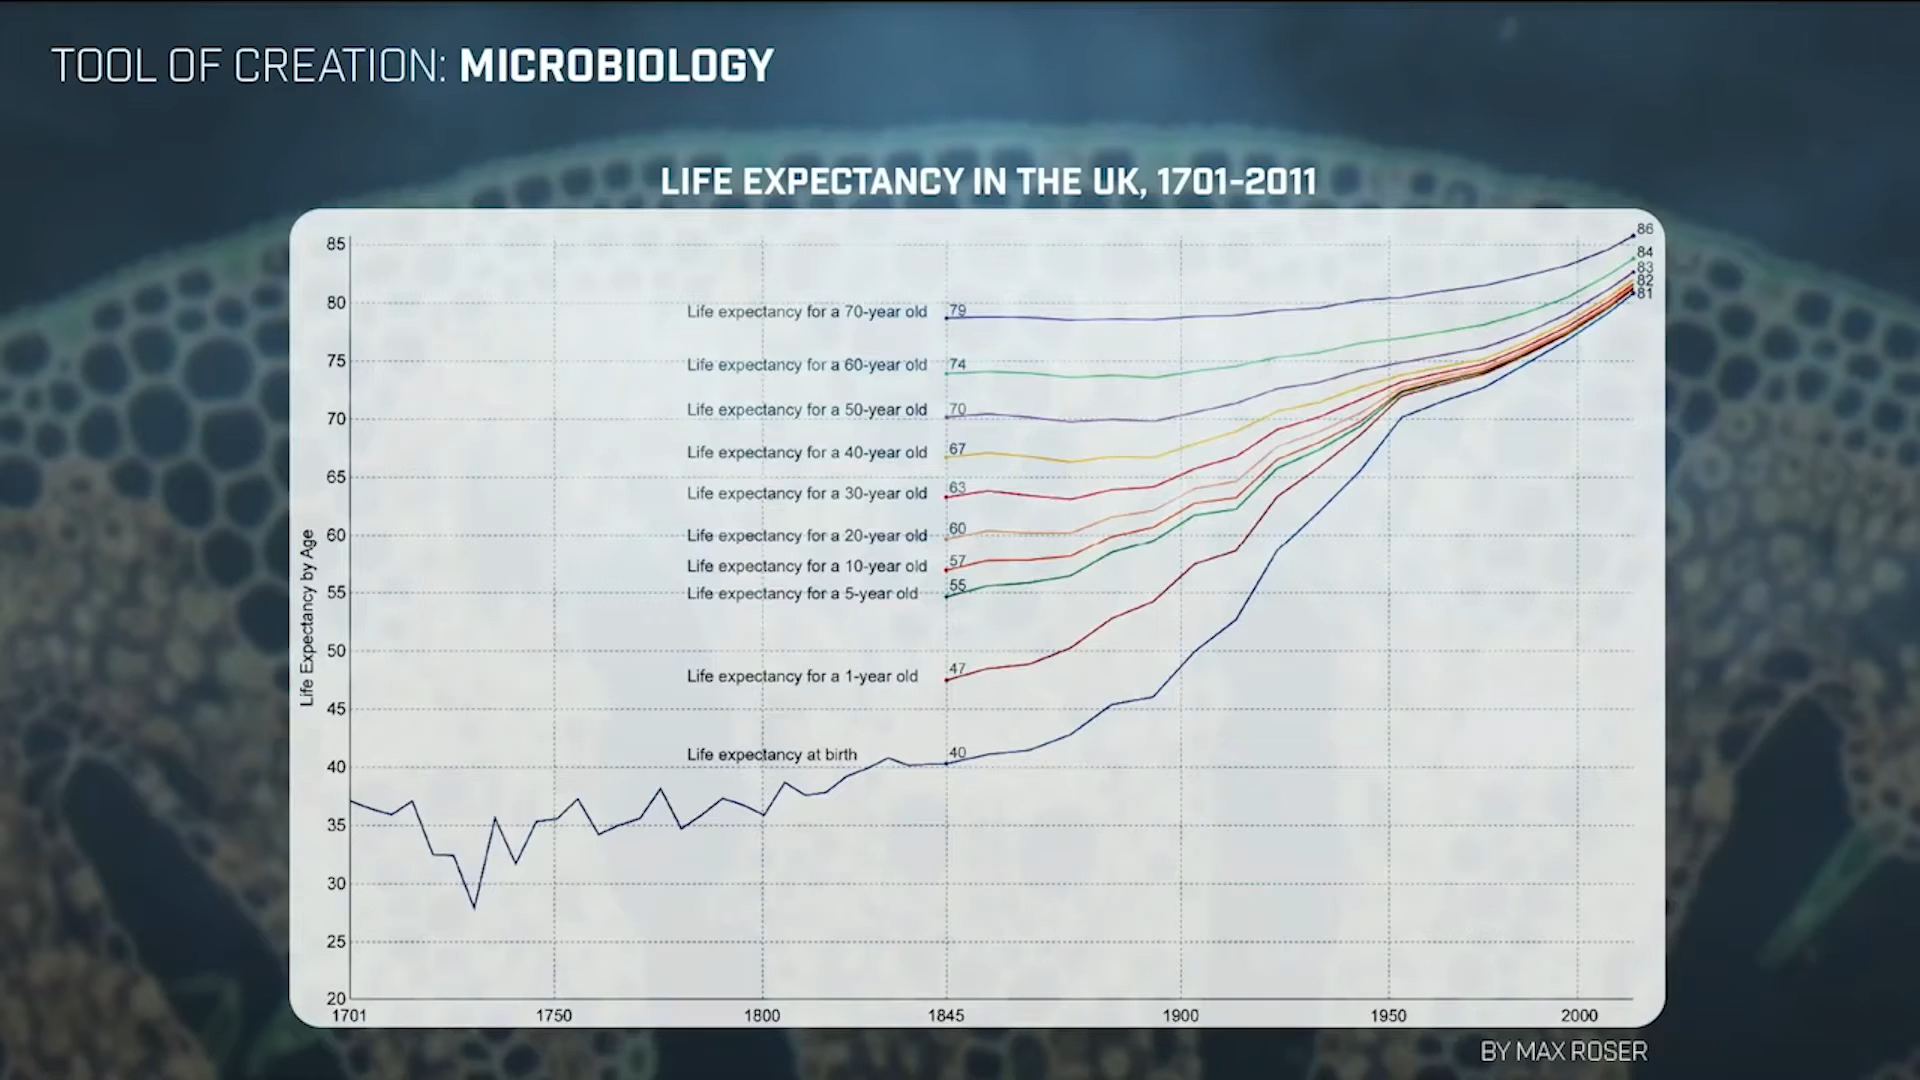 TOOL OF CREATION: MICROBIOLOGY
LIFE EXPECTANCY IN THE UK, 1701-2011
Life Expectancy by Age
85
80
75
70
65
60
55
50
45
40
35
30
25
20
Life expectancy for a 70-year old 79
Life expectancy for a 60-year old 74
Life expectancy for a 50-year old 70
Life expectancy for a 40-year old 67
Life expectancy for a 30-year old 63
Life expectancy for a 20-year old 60
Life expectancy for a 10-year old 57
Life expectancy for a 5-year old 55
Life expectancy for a 1-year old 47
Life expectancy at birth 40
86
84
83
82
81
1701 1750 1800 1845 1900 1950 2000
BY MAX ROSER